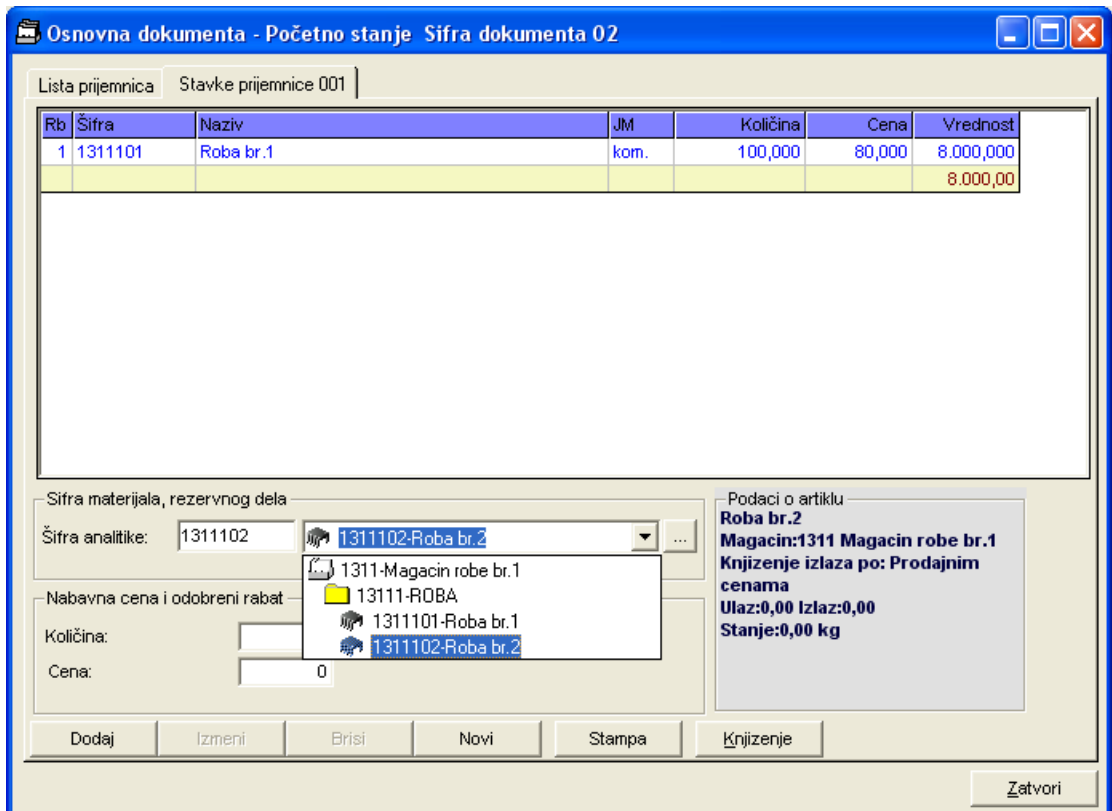 Osnovna dokumenta - Početno stanje Sifra dokumenta 02
Lista prijemnica Stavke prijemnice 001
Rb Šifra Naziv JM Količina Cena Vrednost
1 1311101 Roba br.1 kom. 100,000 80,000 8.000,000
8.000,00
Sifra materijala, rezervnog dela
Šifra analitike: 1311102 1311102-Roba br.2 ...
1311-Magacin robe br.1
13111-ROBA
1311101-Roba br.1
1311102-Roba br.2
Nabavna cena i odobreni rabat
Količina:
Cena: 0
Podaci o artiklu
Roba br.2
Magacin:1311 Magacin robe br.1
Knjizenje izlaza po: Prodajnim
cenama
Ulaz:0,00 Izlaz:0,00
Stanje:0,00 kg
Dodaj Izmeni Brisi Novi Stampa Knjizenje
Zatvori